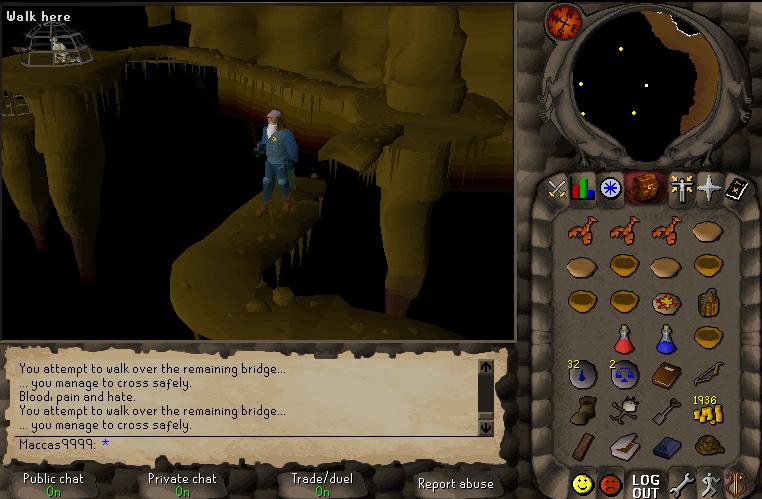 Walk here
You attempt to walk over the remaining bridge...
... you manage to cross safely.
Blood, pain and hate.
You attempt to walk over the remaining bridge...
... you manage to cross safely.
Maccas9999: *
32
2
1936
Public chat
On
Private chat
On
Trade/duel
On
Report abuse
LOG
OUT